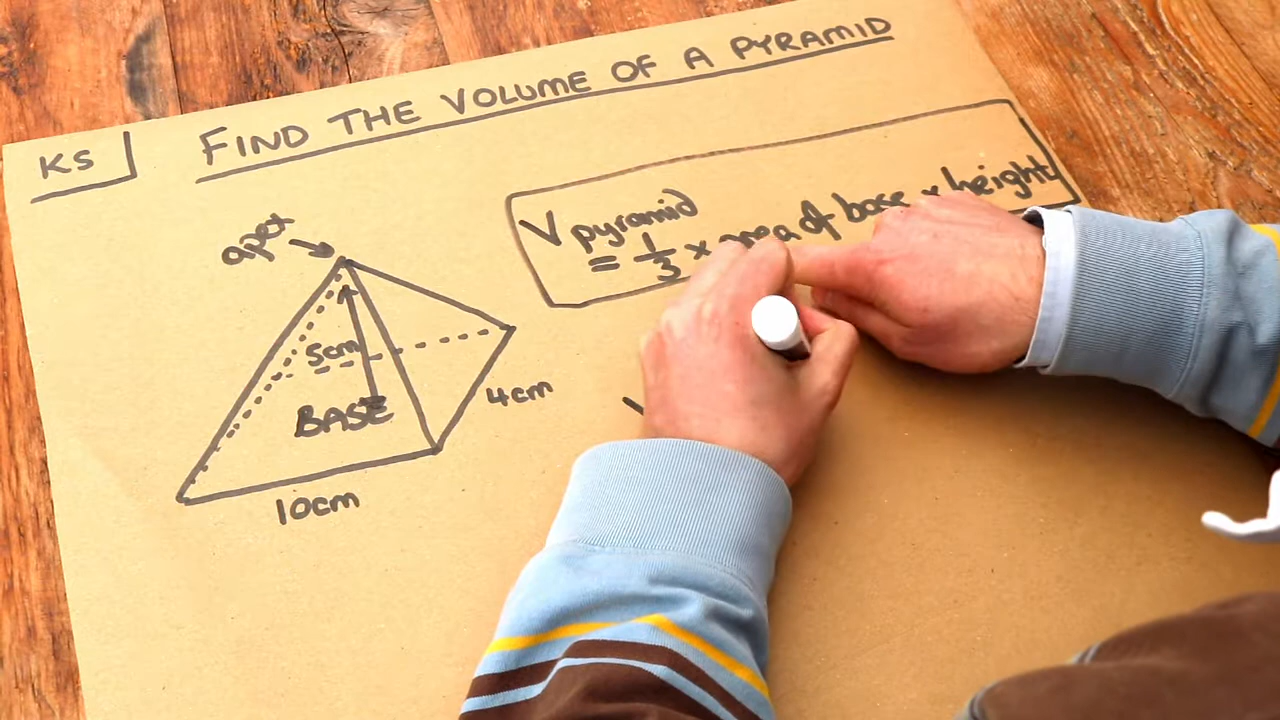 KS
FIND THE VOLUME OF A PYRAMID
V pyramid
= 1/3 × area of base × height
apex
5cm
BASE
4cm
10cm